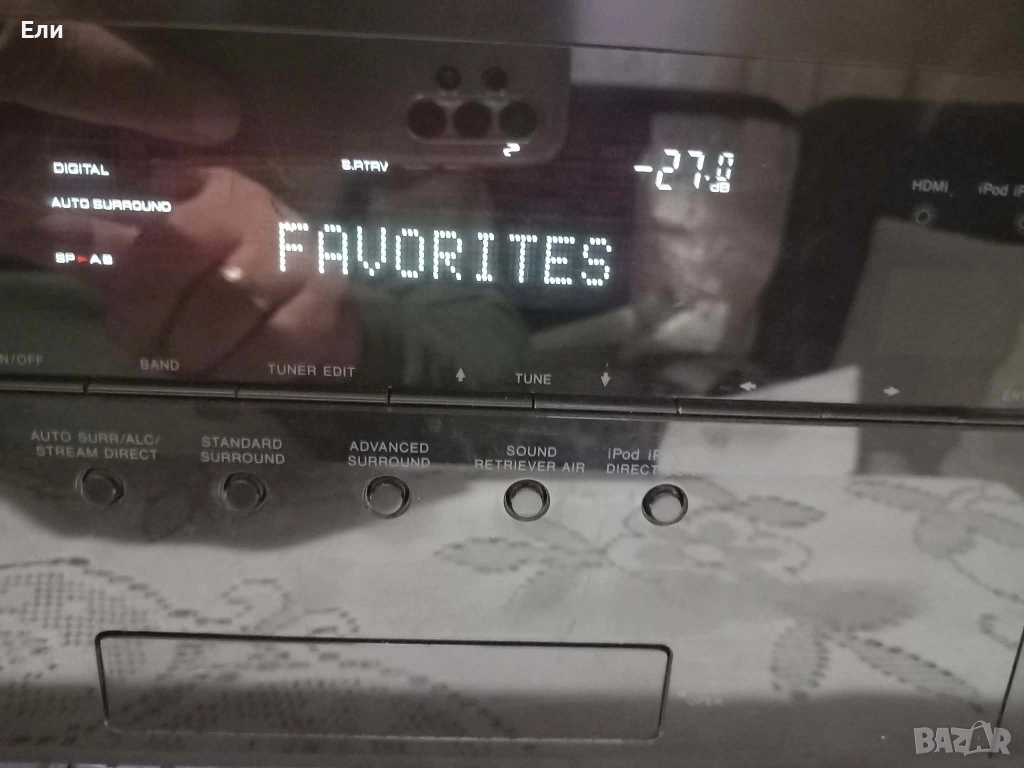 Ели
DIGITAL
S.RTRV
-27.0 dB
AUTO SURROUND
SP►AB
FAVORITES
HDMI
iPod
N/OFF
BAND
TUNER EDIT
TUNE
AUTO SURR/ALC/
STREAM DIRECT
STANDARD
SURROUND
ADVANCED
SURROUND
SOUND
RETRIEVER AIR
iPod
DIRECT
BAZAR